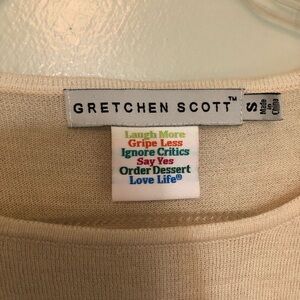 GRETCHEN SCOTT™
S
Made
in
China
Laugh More
Gripe Less
Ignore Critics
Say Yes
Order Dessert
Love Life®